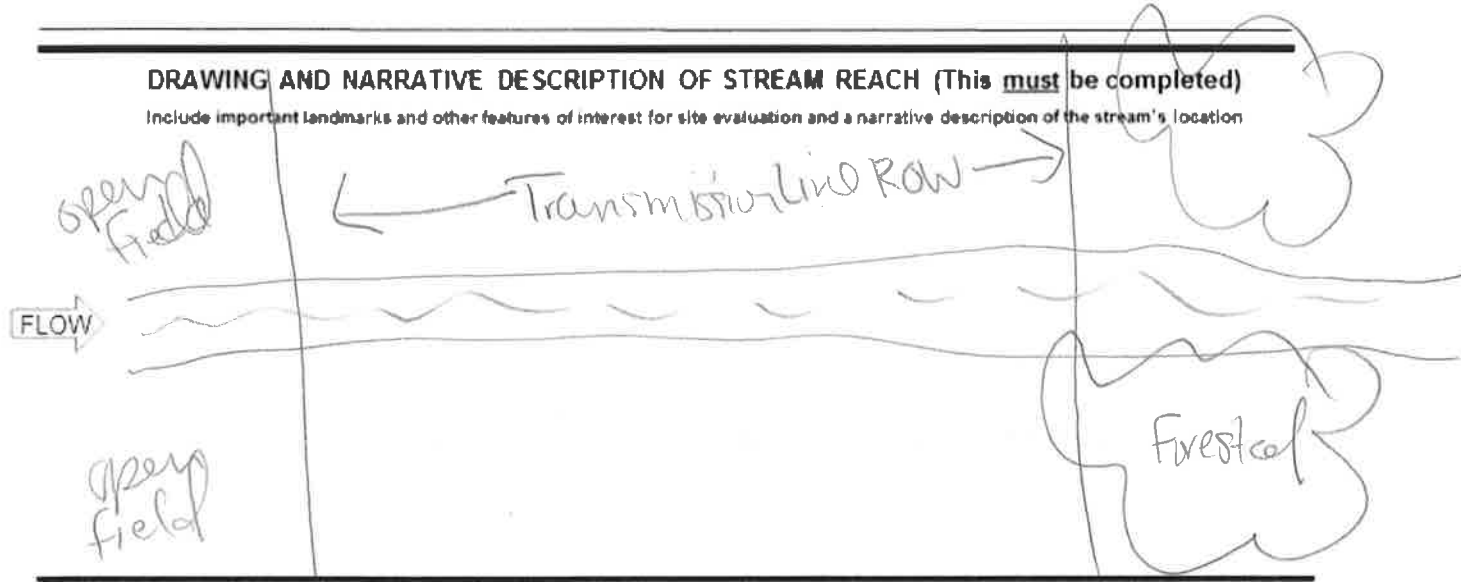 DRAWING AND NARRATIVE DESCRIPTION OF STREAM REACH (This must be completed)
Include important landmarks and other features of interest for site evaluation and a narrative description of the stream's location
open
Field
Transmission Line ROW
FLOW
open
field
Forested